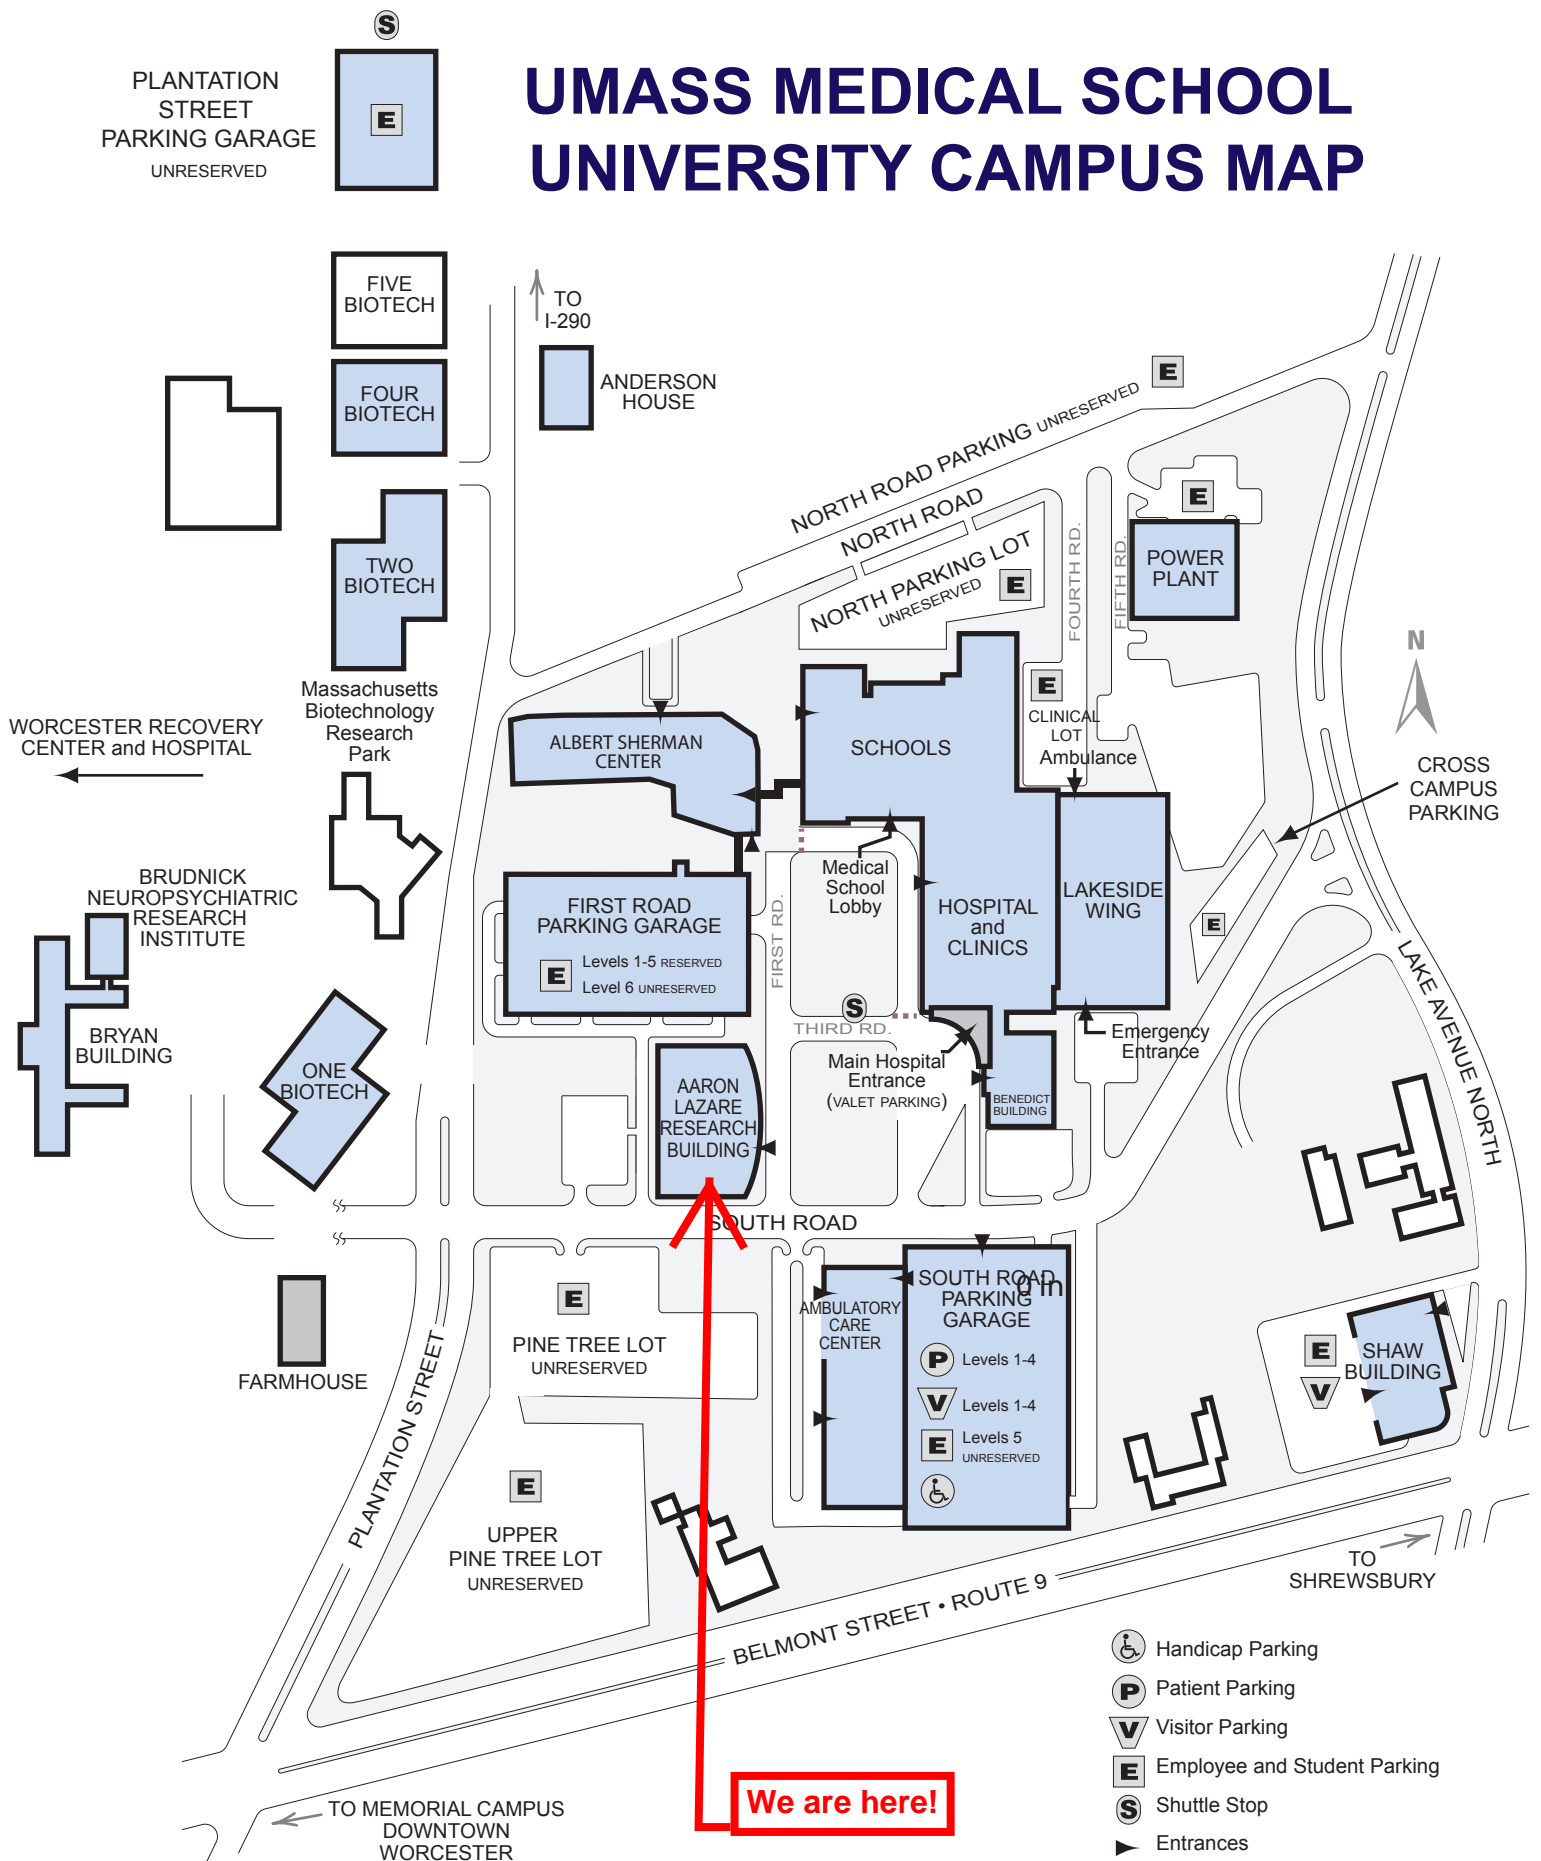 S
PLANTATION
STREET
PARKING GARAGE
UNRESERVED
E
UMASS MEDICAL SCHOOL
UNIVERSITY CAMPUS MAP
FIVE
BIOTECH
TO
I-290
FOUR
BIOTECH
ANDERSON
HOUSE
E
NORTH ROAD PARKING UNRESERVED
NORTH ROAD
NORTH PARKING LOT
UNRESERVED
E
FOURTH RD.
FIFTH RD.
E
POWER
PLANT
TWO
BIOTECH
N
Massachusetts
Biotechnology
Research
Park
WORCESTER RECOVERY
CENTER and HOSPITAL
ALBERT SHERMAN
CENTER
SCHOOLS
E
CLINICAL
LOT
Ambulance
CROSS
CAMPUS
PARKING
BRUDNICK
NEUROPSYCHIATRIC
RESEARCH
INSTITUTE
Medical
School
Lobby
LAKESIDE
WING
FIRST ROAD
PARKING GARAGE
E
Levels 1-5 RESERVED
Level 6 UNRESERVED
FIRST RD.
HOSPITAL
and
CLINICS
E
LAKE AVENUE NORTH
S
THIRD RD.
BRYAN
BUILDING
ONE
BIOTECH
Emergency
Entrance
Main Hospital
Entrance
(VALET PARKING)
AARON
LAZARE
RESEARCH
BUILDING
BENEDICT
BUILDING
SOUTH ROAD
SOUTH ROAD
PARKING
GARAGE
0 in
AMBULATORY
CARE
CENTER
E
PINE TREE LOT
UNRESERVED
FARMHOUSE
PLANTATION STREET
P Levels 1-4
V Levels 1-4
E Levels 5
UNRESERVED
E
V
SHAW
BUILDING
E
UPPER
PINE TREE LOT
UNRESERVED
TO
SHREWSBURY
BELMONT STREET • ROUTE 9
Handicap Parking
P Patient Parking
V Visitor Parking
E Employee and Student Parking
S Shuttle Stop
Entrances
We are here!
TO MEMORIAL CAMPUS
DOWNTOWN
WORCESTER